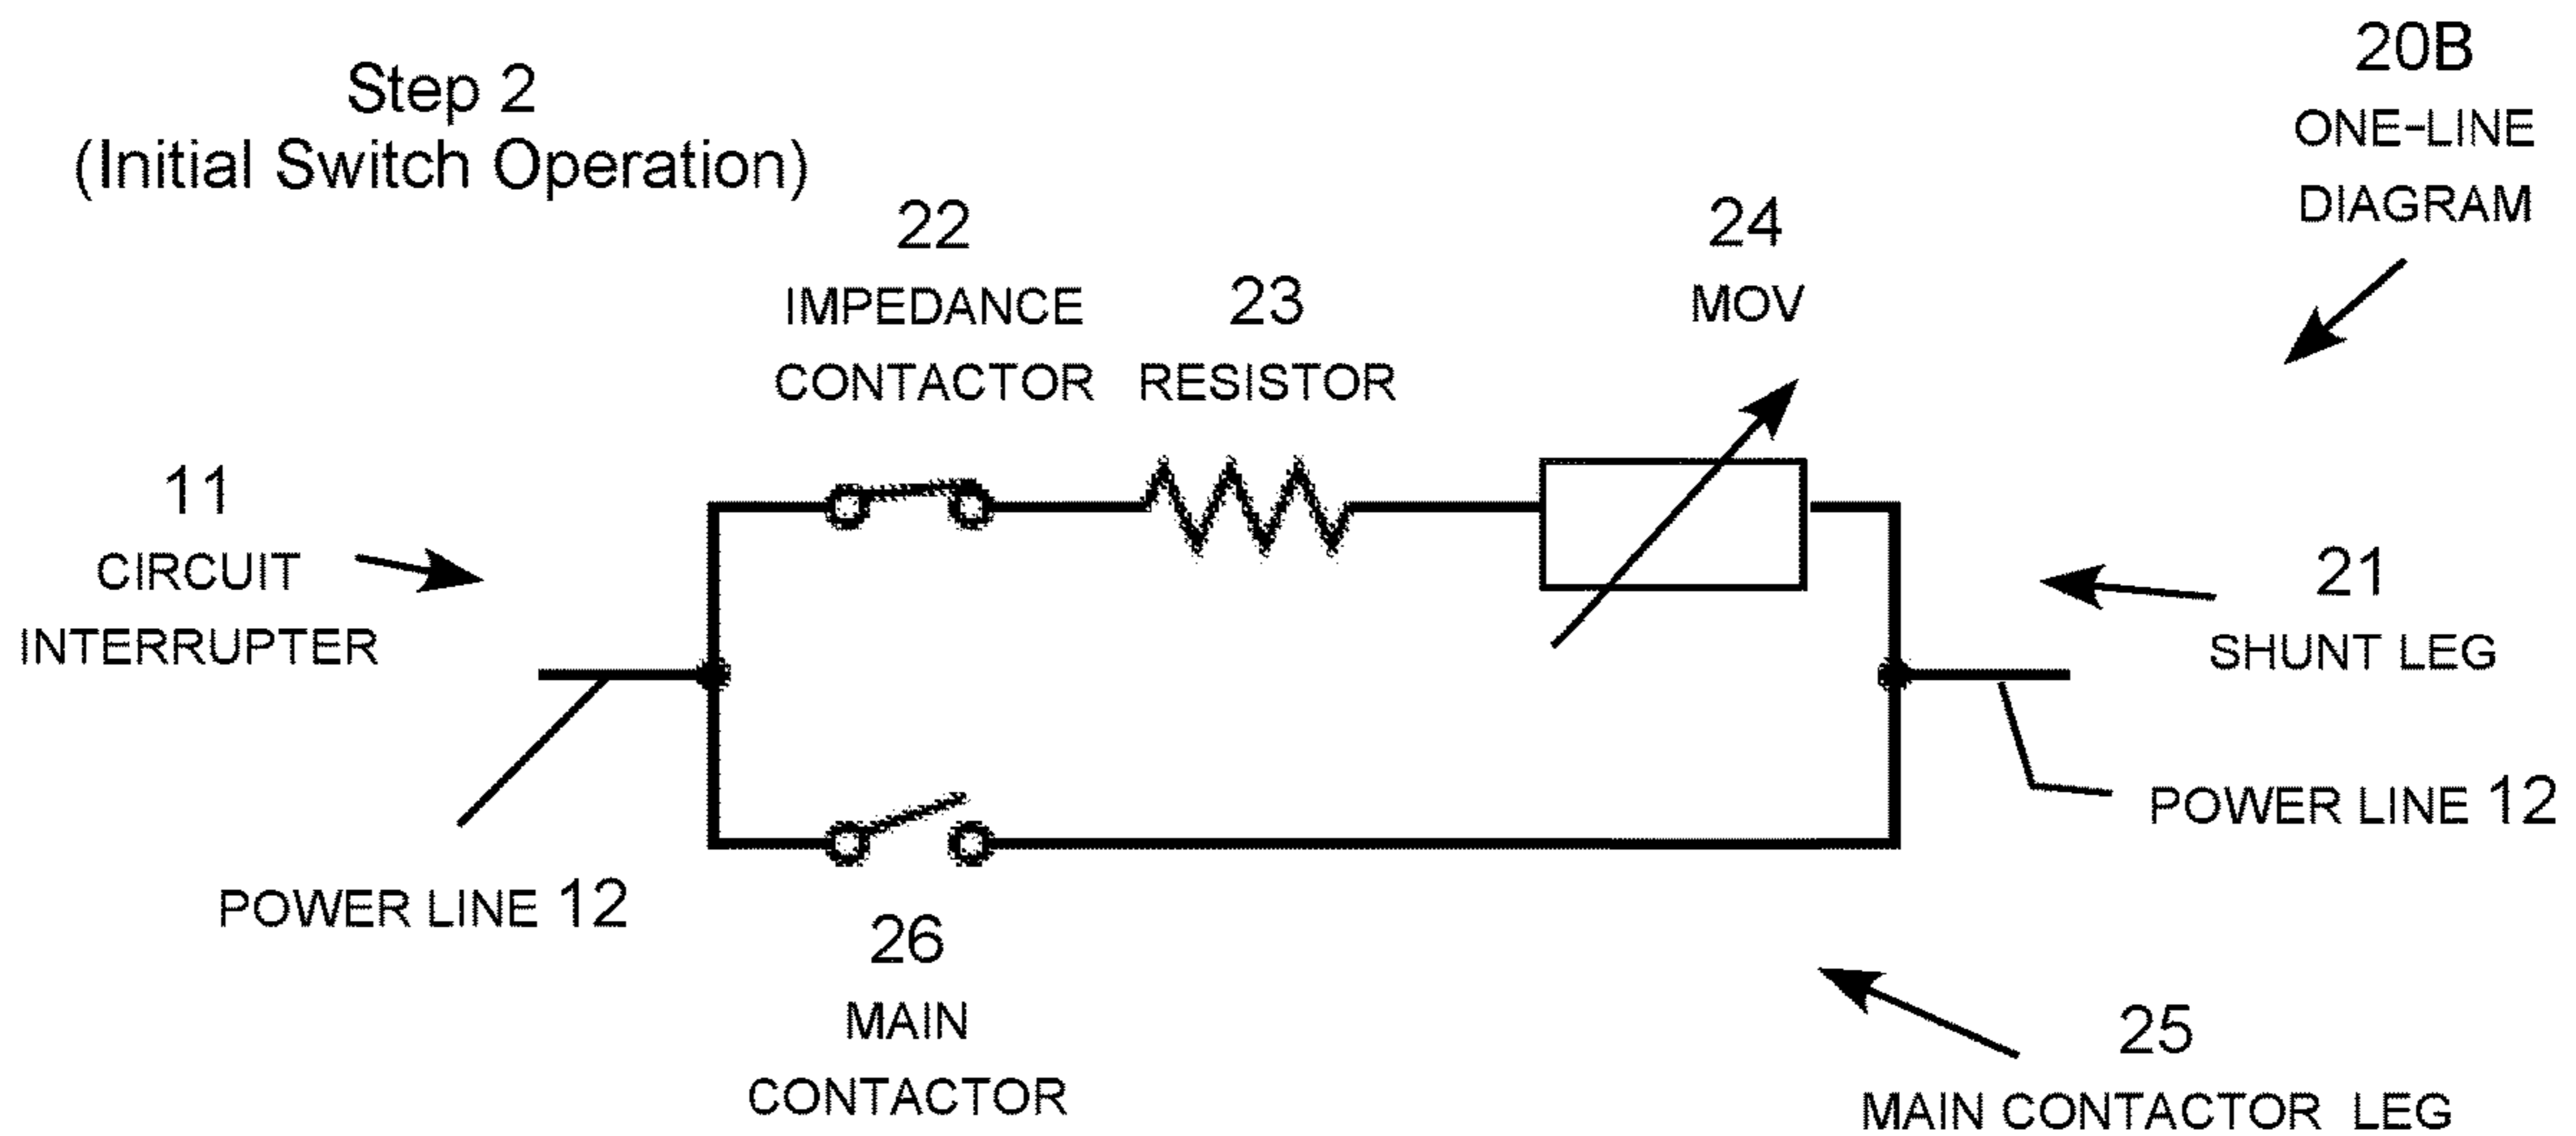 Step 2
(Initial Switch Operation)
20B
ONE-LINE
DIAGRAM
22
IMPEDANCE
CONTACTOR
23
RESISTOR
24
MOV
11
CIRCUIT
INTERRUPTER
21
SHUNT LEG
POWER LINE 12
POWER LINE 12
26
MAIN
CONTACTOR
25
MAIN CONTACTOR LEG